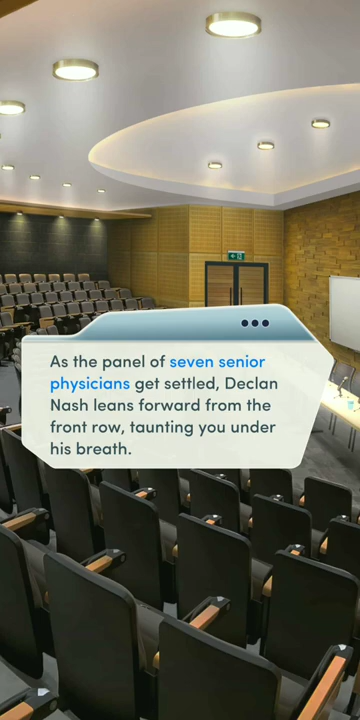 As the panel of seven senior
physicians get settled, Declan
Nash leans forward from the
front row, taunting you under
his breath.